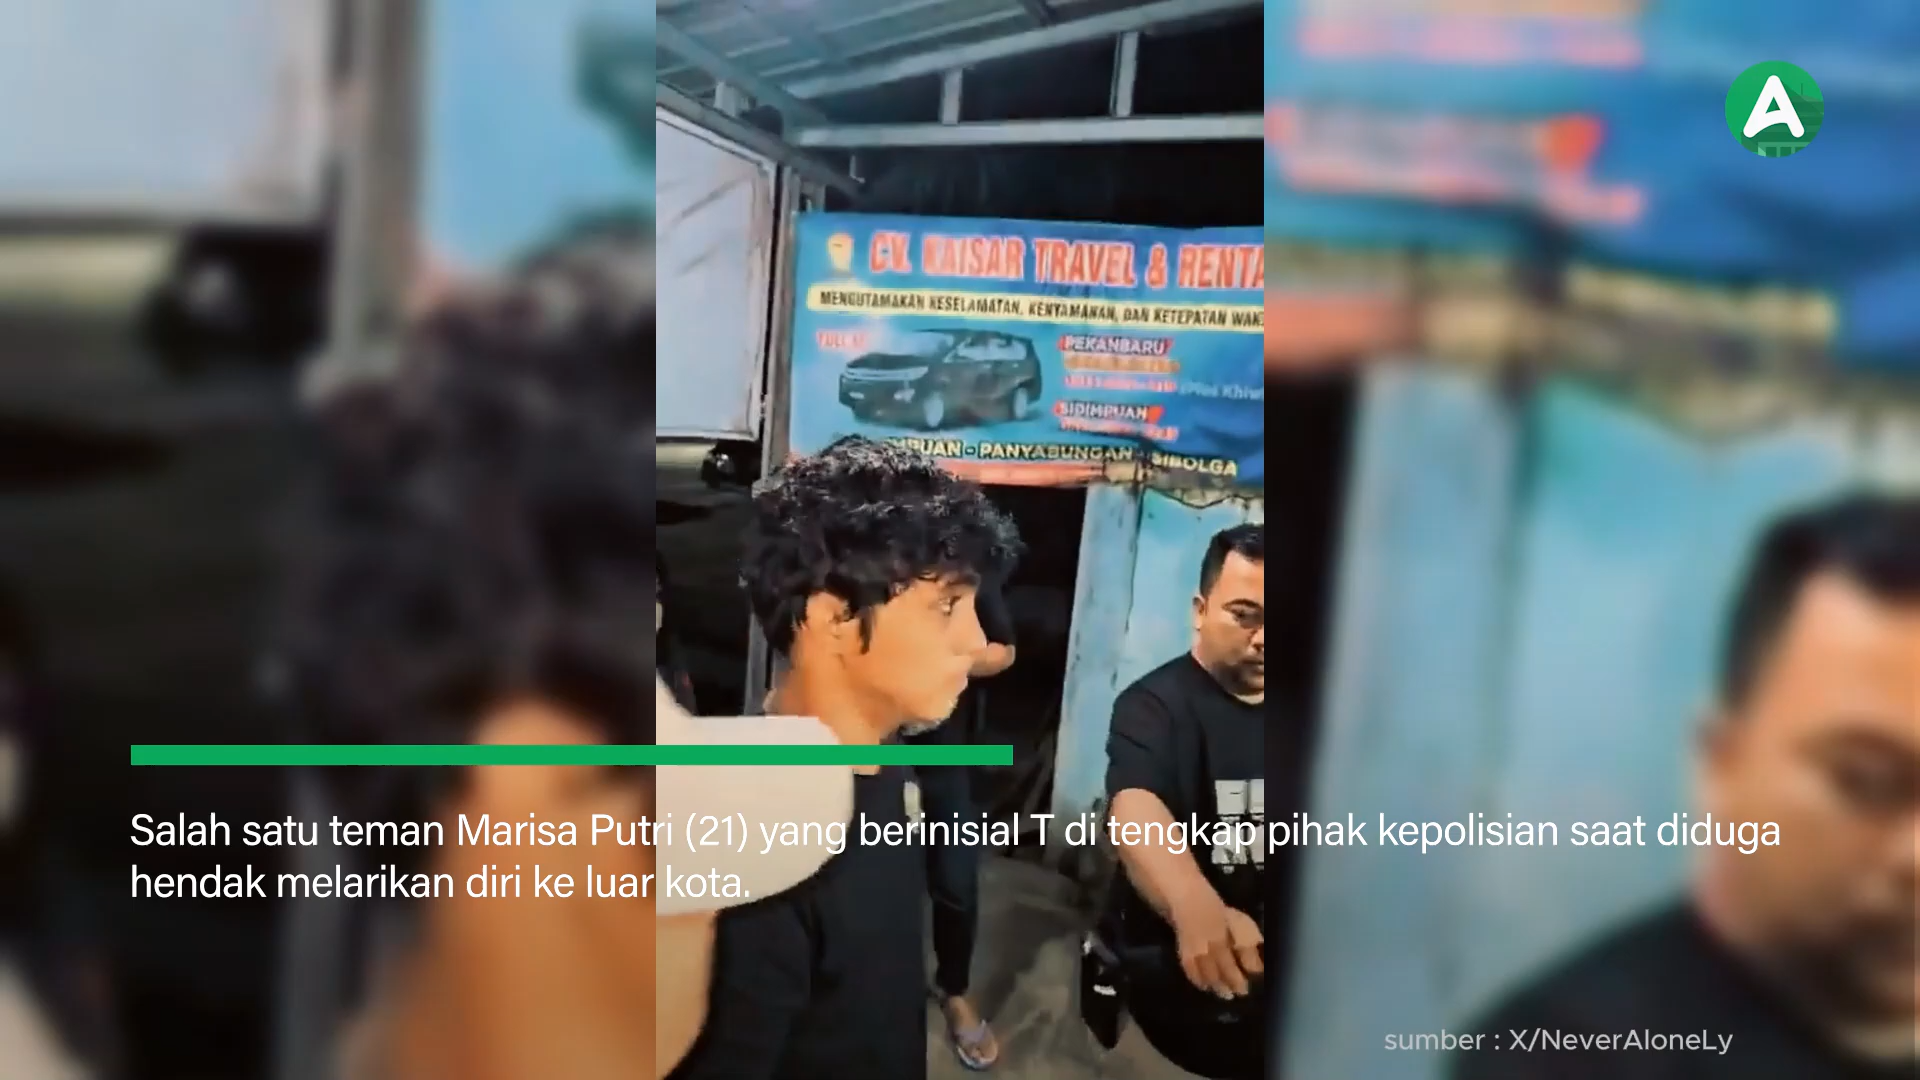 A
CV. KAISAR TRAVEL & RENTA
MENGUTAMAKAN KESELAMATAN, KENYAMANAN, DAN KETEPATAN WAK
PEKANBARU
SIDIMPUAN
MPUAN - PANYABUNGAN - SIBOLGA
Salah satu teman Marisa Putri (21) yang berinisial T di tengkap pihak kepolisian saat diduga
hendak melarikan diri ke luar kota.
sumber : X/NeverAloneLy